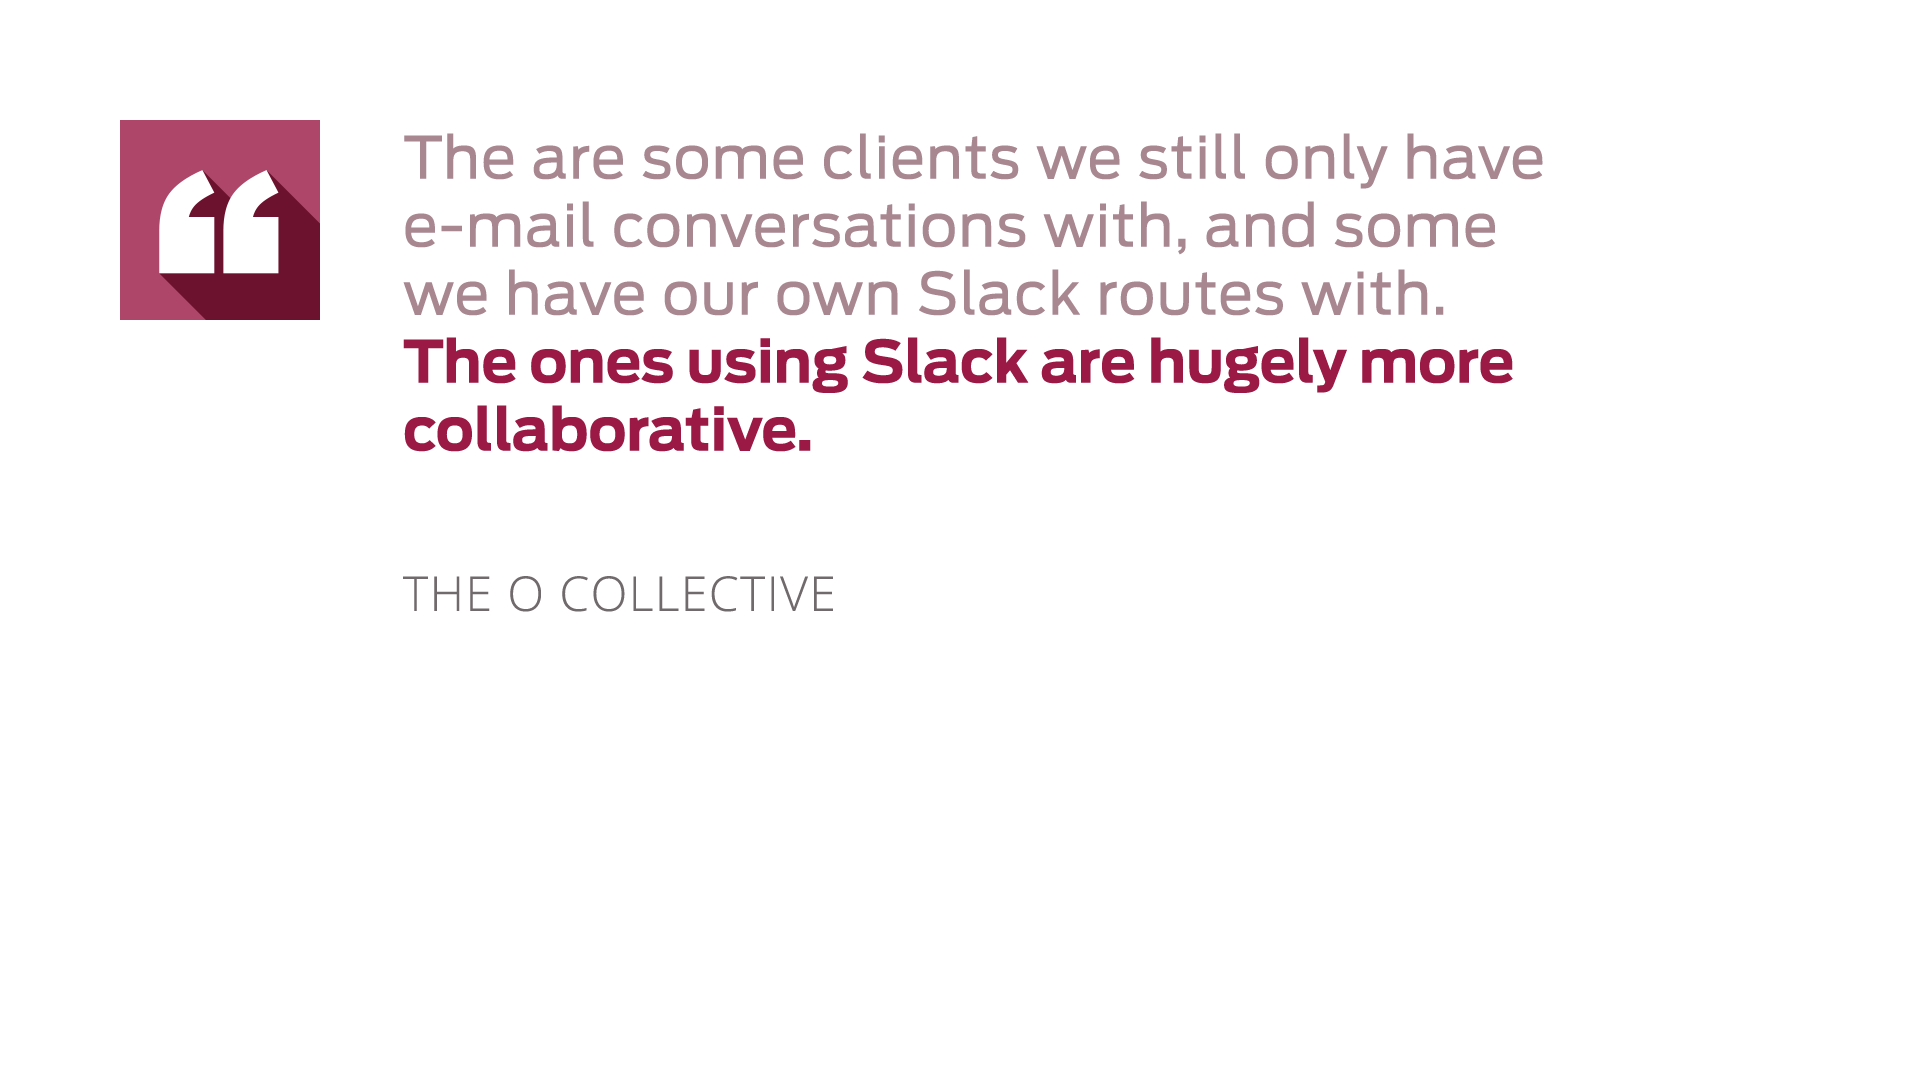 The are some clients we still only have
e-mail conversations with, and some
we have our own Slack routes with.
The ones using Slack are hugely more
collaborative.
THE O COLLECTIVE